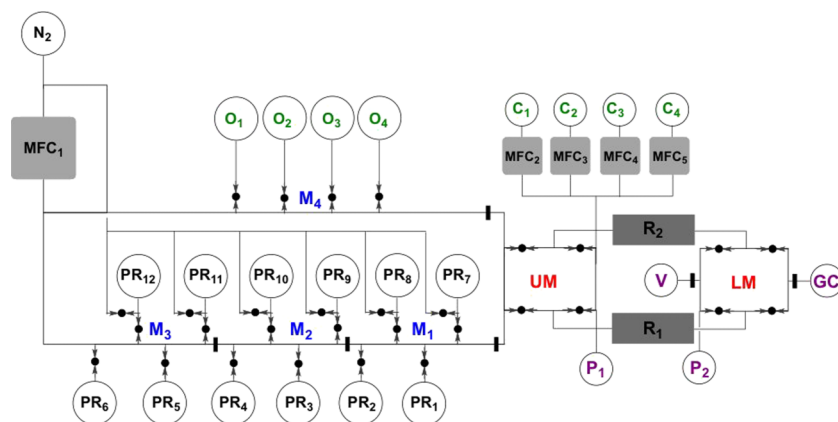 N₂
MFC₁
O₁ O₂ O₃ O₄
C₁ C₂ C₃ C₄
MFC₂ MFC₃ MFC₄ MFC₅
M₄
R₂
PR₁₂ PR₁₁ PR₁₀ PR₉ PR₈ PR₇
UM V LM GC
M₃ M₂ M₁
R₁
P₁ P₂
PR₆ PR₅ PR₄ PR₃ PR₂ PR₁